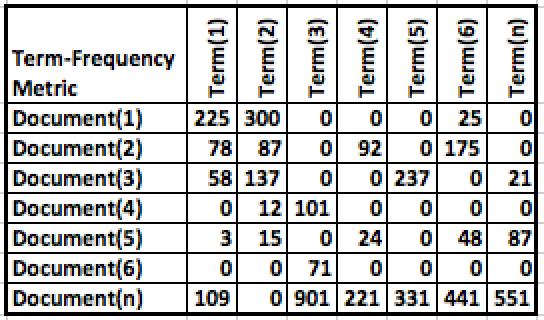 Term-Frequency Metric Term(1) Term(2) Term(3) Term(4) Term(5) Term(6) Term(n)
Document(1) 225 300 0 0 0 25 0
Document(2) 78 87 0 92 0 175 0
Document(3) 58 137 0 0 237 0 21
Document(4) 0 12 101 0 0 0 0
Document(5) 3 15 0 24 0 48 87
Document(6) 0 0 71 0 0 0 0
Document(n) 109 0 901 221 331 441 551